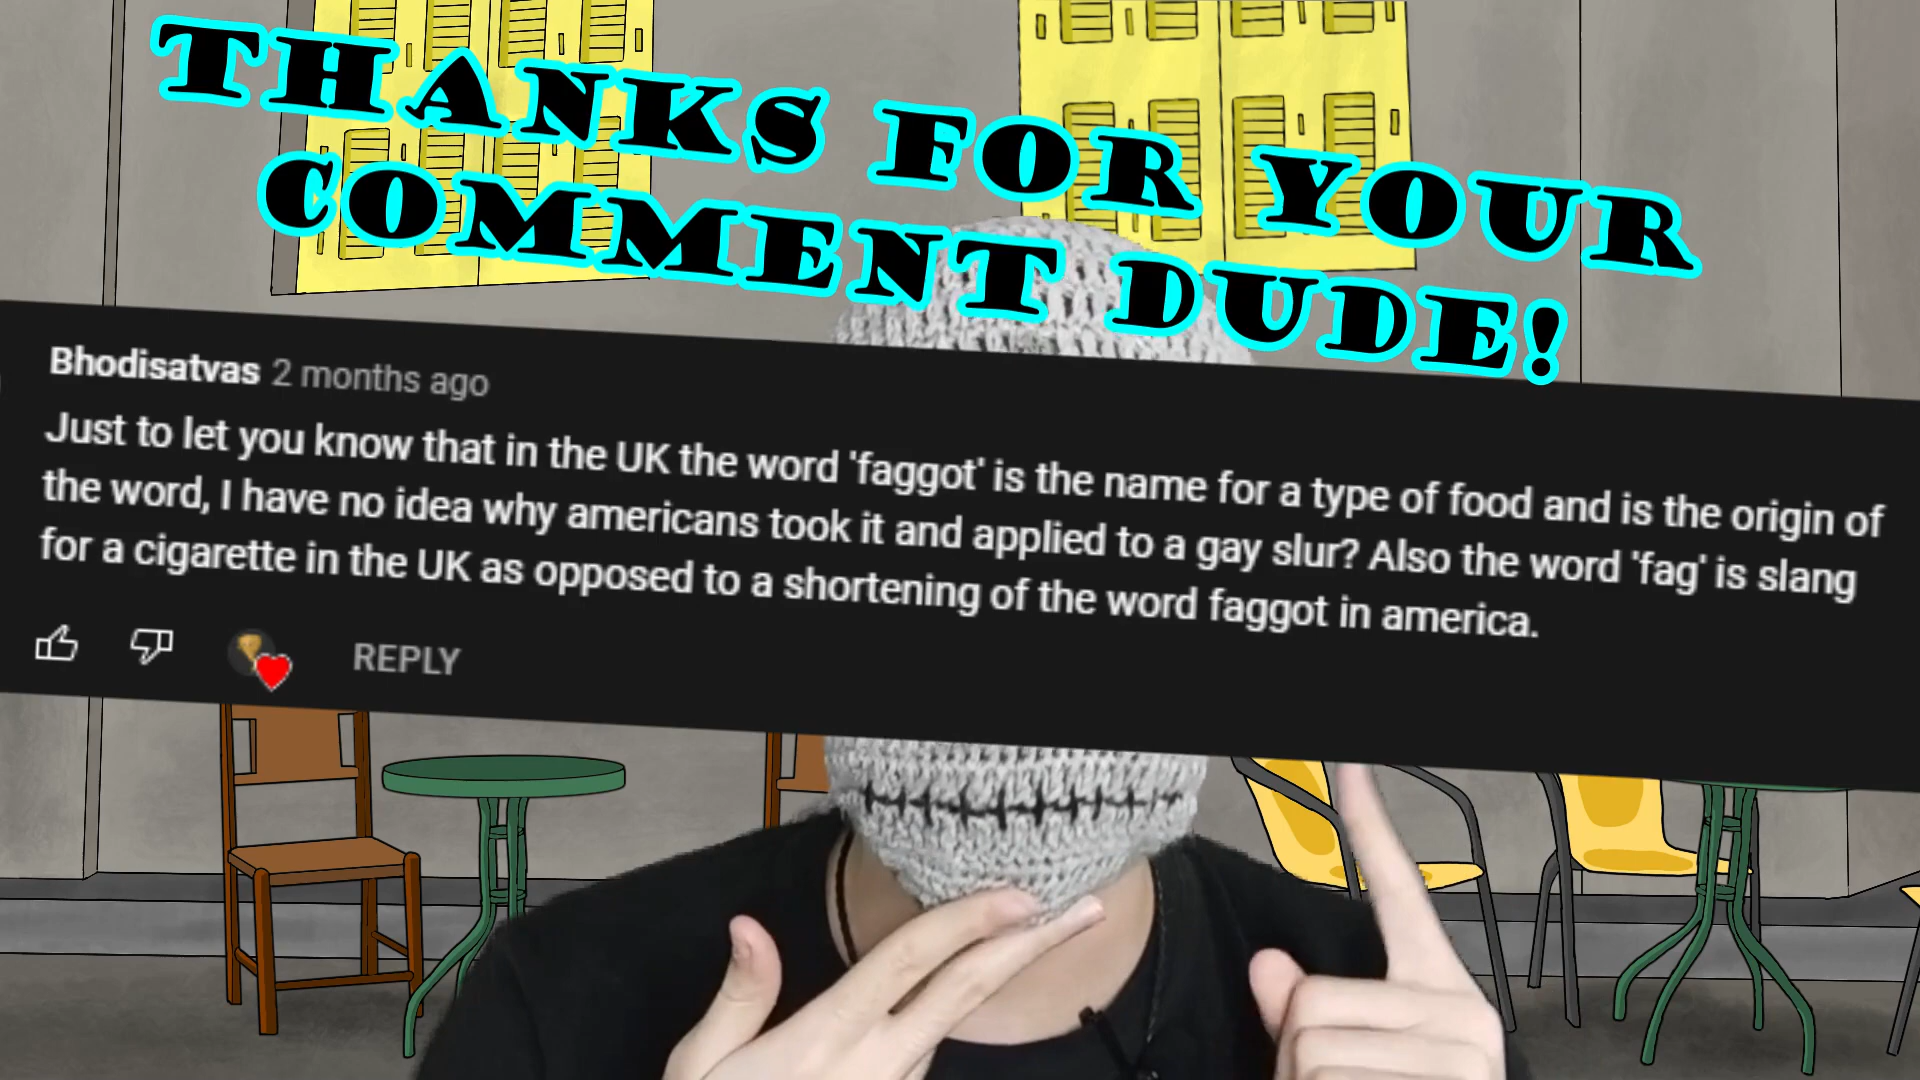 THANKS FOR YOUR
COMMENT DUDE!
Bhodisatvas 2 months ago
Just to let you know that in the UK the word 'faggot' is the name for a type of food and is the origin of
the word, I have no idea why americans took it and applied to a gay slur? Also the word 'fag' is slang
for a cigarette in the UK as opposed to a shortening of the word faggot in america.
REPLY